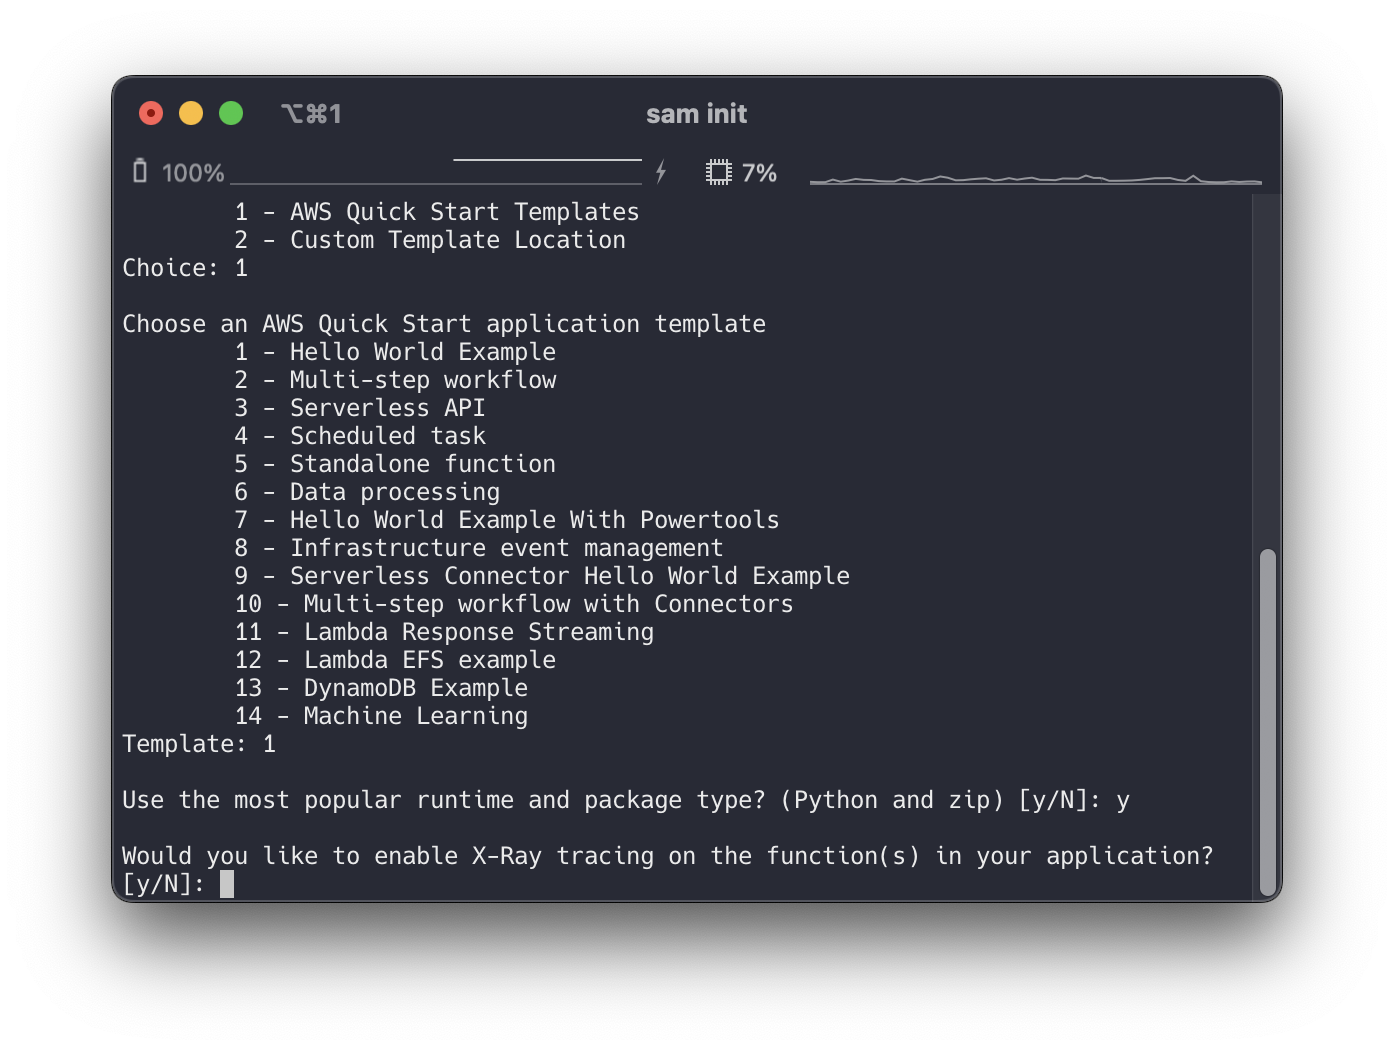 ⌥⌘1 sam init
100% 7%
1 - AWS Quick Start Templates
2 - Custom Template Location
Choice: 1
Choose an AWS Quick Start application template
1 - Hello World Example
2 - Multi-step workflow
3 - Serverless API
4 - Scheduled task
5 - Standalone function
6 - Data processing
7 - Hello World Example With Powertools
8 - Infrastructure event management
9 - Serverless Connector Hello World Example
10 - Multi-step workflow with Connectors
11 - Lambda Response Streaming
12 - Lambda EFS example
13 - DynamoDB Example
14 - Machine Learning
Template: 1
Use the most popular runtime and package type? (Python and zip) [y/N]: y
Would you like to enable X-Ray tracing on the function(s) in your application?
[y/N]: